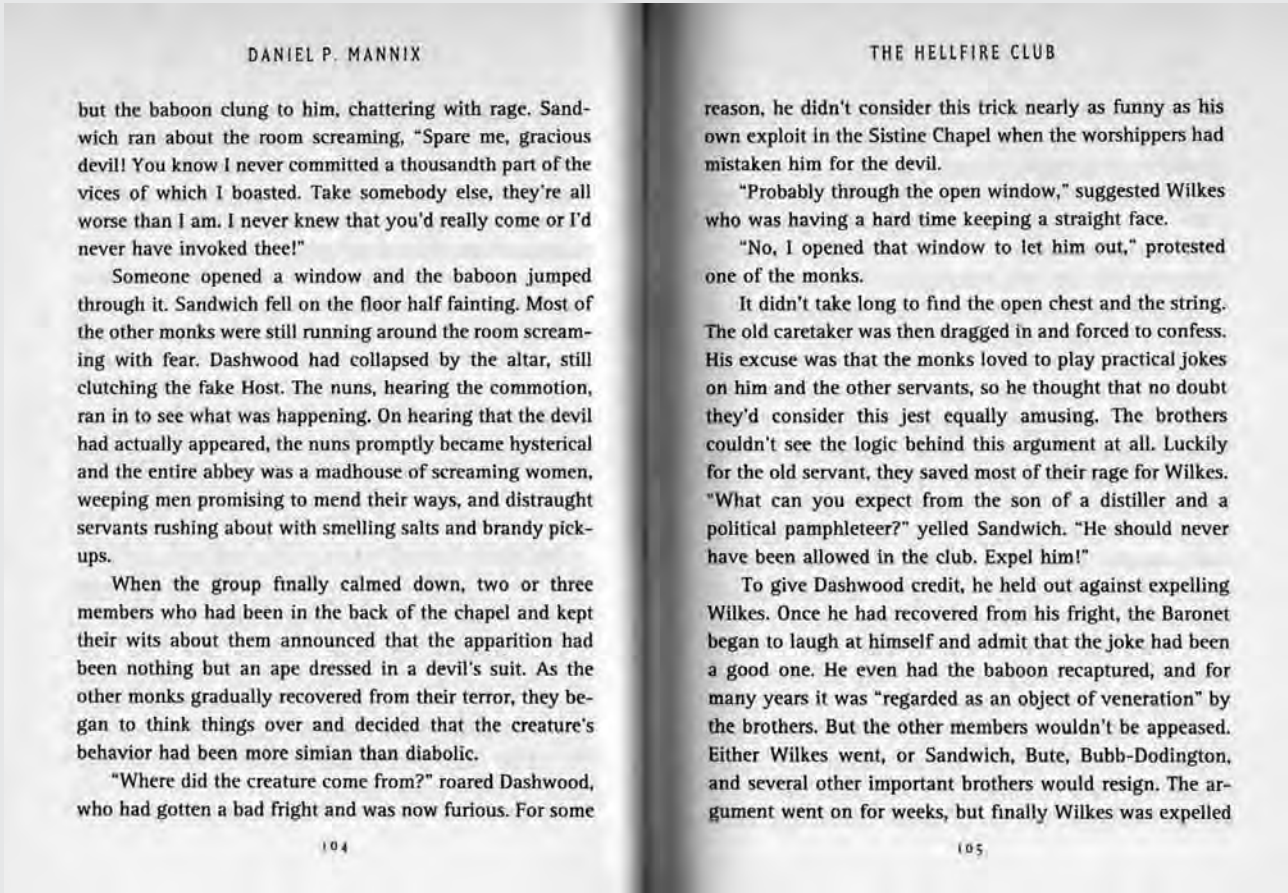 DANIEL P. MANNIX
but the baboon clung to him, chattering with rage. Sand-
wich ran about the room screaming, "Spare me, gracious
devil! You know I never committed a thousandth part of the
vices of which I boasted. Take somebody else, they're all
worse than I am. I never knew that you'd really come or I'd
never have invoked thee!"
Someone opened a window and the baboon jumped
through it. Sandwich fell on the floor half fainting. Most of
the other monks were still running around the room scream-
ing with fear. Dashwood had collapsed by the altar, still
clutching the fake Host. The nuns, hearing the commotion,
ran in to see what was happening. On hearing that the devil
had actually appeared, the nuns promptly became hysterical
and the entire abbey was a madhouse of screaming women,
weeping men promising to mend their ways, and distraught
servants rushing about with smelling salts and brandy pick-
ups.
When the group finally calmed down, two or three
members who had been in the back of the chapel and kept
their wits about them announced that the apparition had
been nothing but an ape dressed in a devil's suit. As the
other monks gradually recovered from their terror, they be-
gan to think things over and decided that the creature's
behavior had been more simian than diabolic.
"Where did the creature come from?" roared Dashwood,
who had gotten a bad fright and was now furious. For some
104
THE HELLFIRE CLUB
reason, he didn't consider this trick nearly as funny as his
own exploit in the Sistine Chapel when the worshippers had
mistaken him for the devil.
"Probably through the open window," suggested Wilkes
who was having a hard time keeping a straight face.
"No, I opened that window to let him out," protested
one of the monks.
It didn't take long to find the open chest and the string.
The old caretaker was then dragged in and forced to confess.
His excuse was that the monks loved to play practical jokes
on him and the other servants, so he thought that no doubt
they'd consider this jest equally amusing. The brothers
couldn't see the logic behind this argument at all. Luckily
for the old servant, they saved most of their rage for Wilkes.
"What can you expect from the son of a distiller and a
political pamphleteer?" yelled Sandwich. "He should never
have been allowed in the club. Expel him!"
To give Dashwood credit, he held out against expelling
Wilkes. Once he had recovered from his fright, the Baronet
began to laugh at himself and admit that the joke had been
a good one. He even had the baboon recaptured, and for
many years it was "regarded as an object of veneration" by
the brothers. But the other members wouldn't be appeased.
Either Wilkes went, or Sandwich, Bute, Bubb-Dodington,
and several other important brothers would resign. The ar-
gument went on for weeks, but finally Wilkes was expelled
105